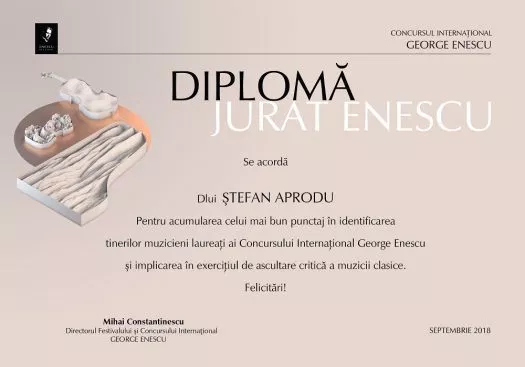 CONCURSUL INTERNAȚIONAL
GEORGE ENESCU
DIPLOMĂ
JURAT ENESCU
Se acordă
Dlui ȘTEFAN APRODU
Pentru acumularea celui mai bun punctaj în identificarea
tinerilor muzicieni laureați ai Concursului Internațional George Enescu
și implicarea în exercițiul de ascultare critică a muzicii clasice.
Felicitări!
Mihai Constantinescu
Directorul Festivalului și Concursului Internațional
GEORGE ENESCU
SEPTEMBRIE 2018